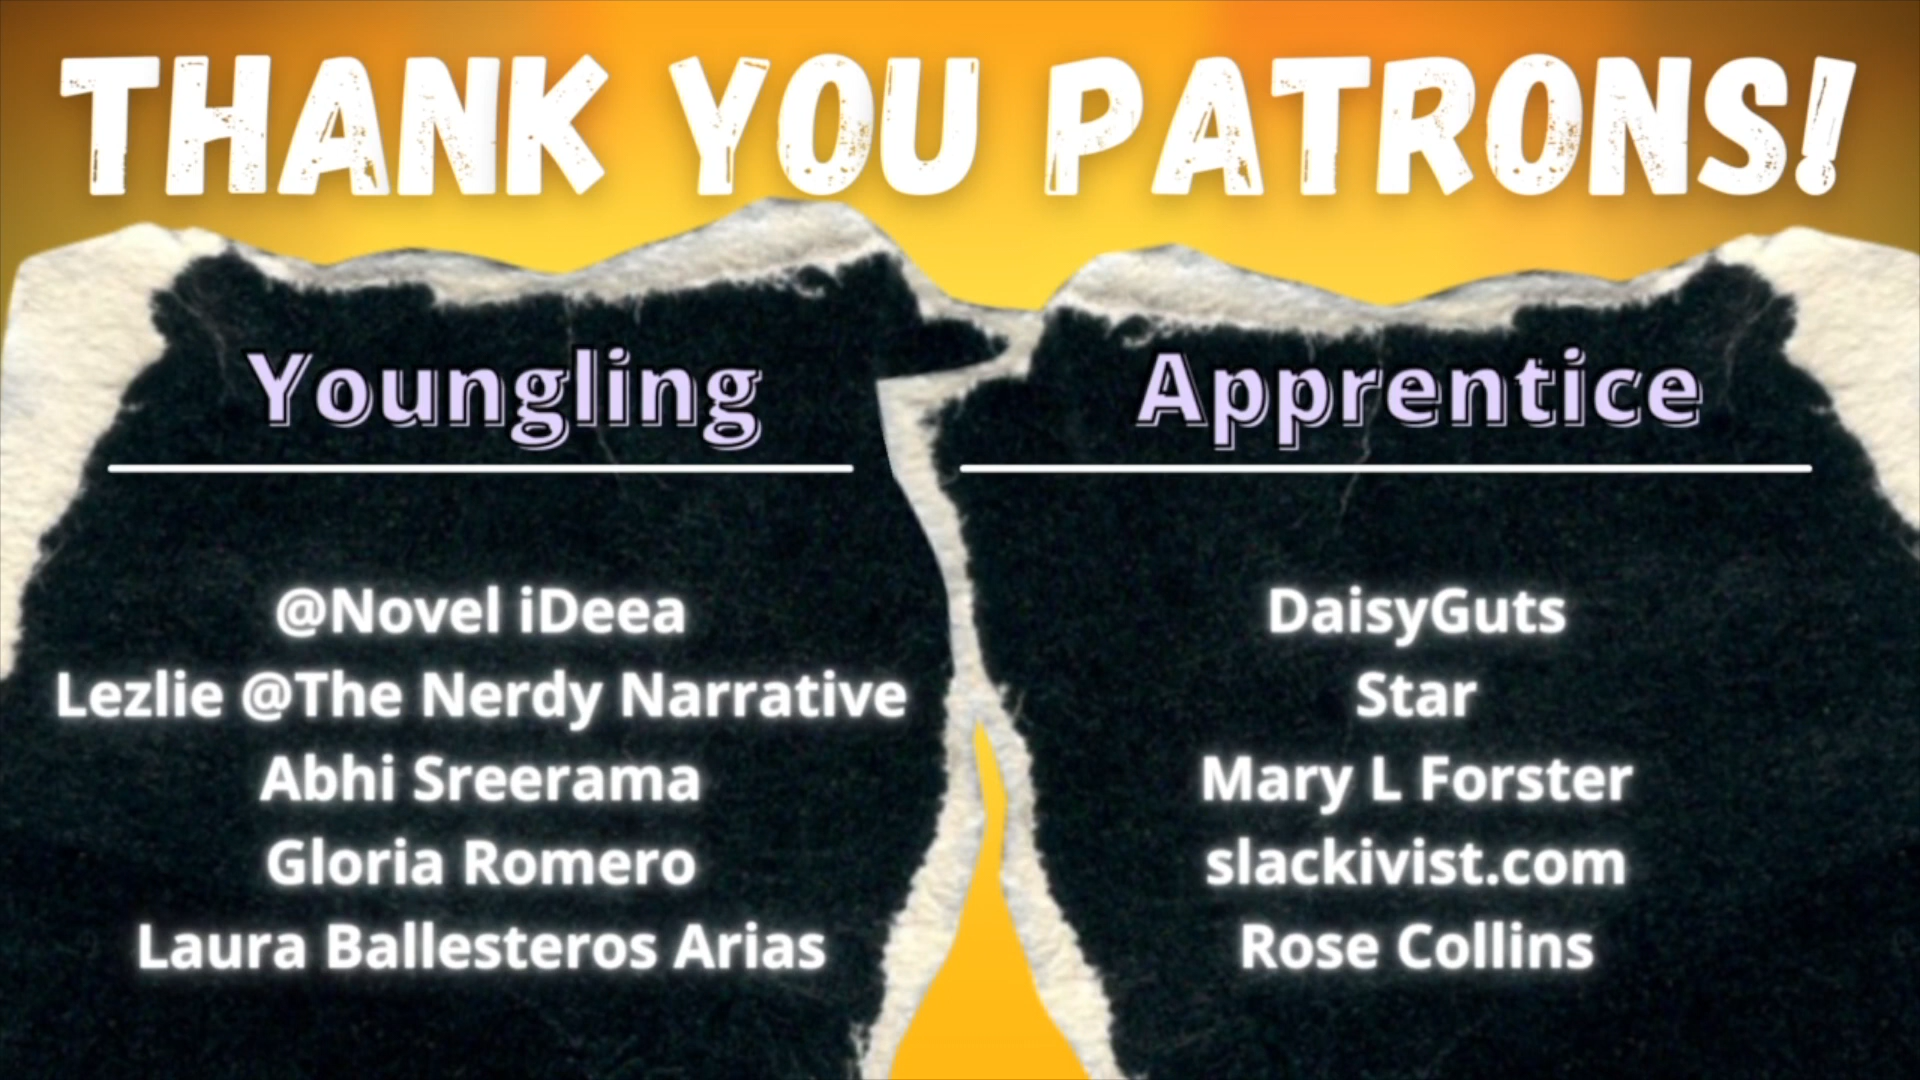 THANK YOU PATRONS!
Youngling
@Novel iDeea
Lezlie @The Nerdy Narrative
Abhi Sreerama
Gloria Romero
Laura Ballesteros Arias
Apprentice
DaisyGuts
Star
Mary L Forster
slackivist.com
Rose Collins